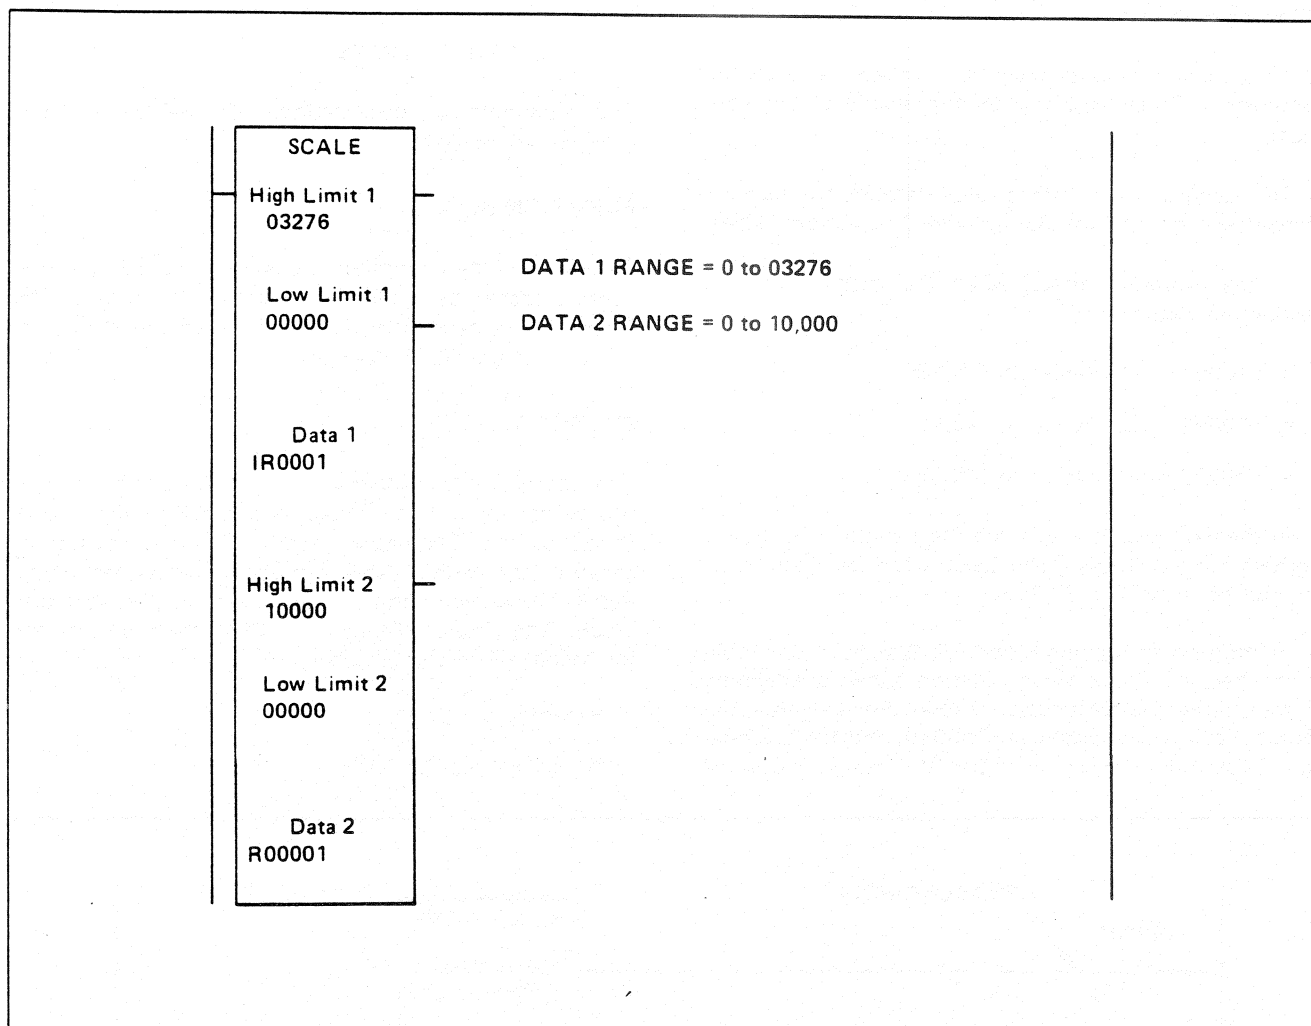 SCALE
High Limit 1
03276
Low Limit 1
00000
Data 1
IR0001
High Limit 2
10000
Low Limit 2
00000
Data 2
R00001
DATA 1 RANGE = 0 to 03276
DATA 2 RANGE = 0 to 10,000